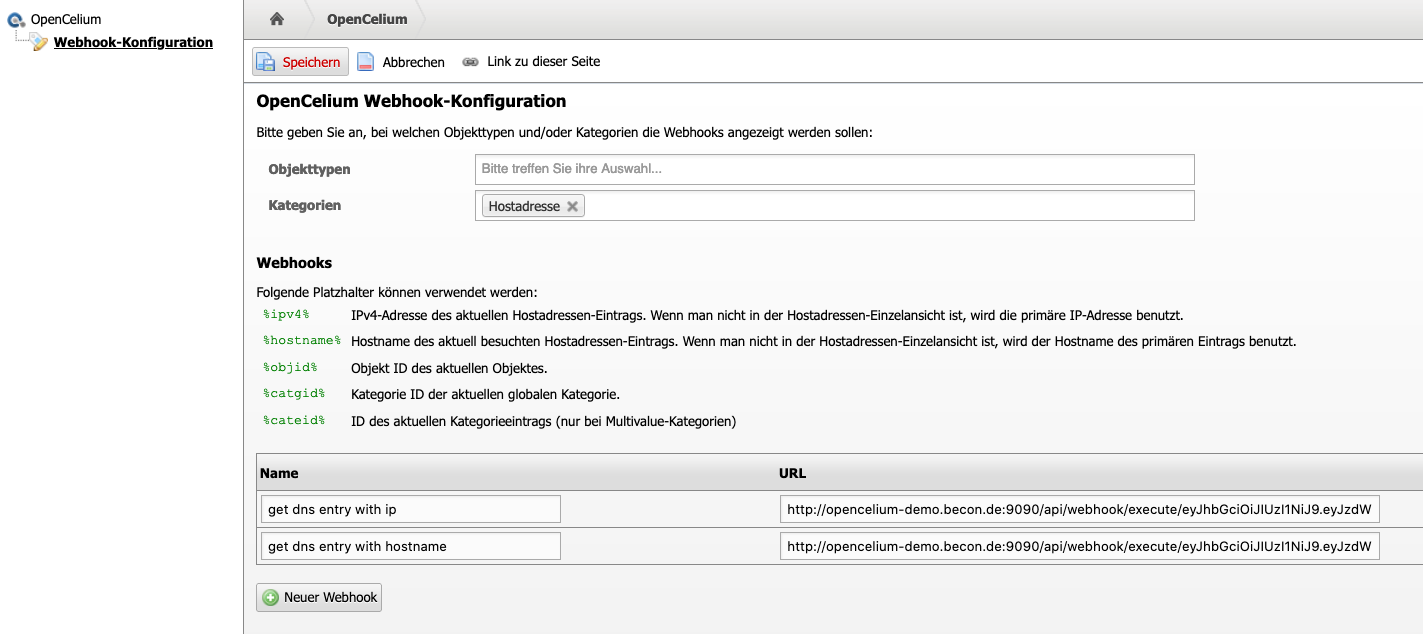 OpenCelium
Webhook-Konfiguration
OpenCelium
Speichern Abbrechen Link zu dieser Seite
OpenCelium Webhook-Konfiguration
Bitte geben Sie an, bei welchen Objekttypen und/oder Kategorien die Webhooks angezeigt werden sollen:
Objekttypen Bitte treffen Sie ihre Auswahl...
Kategorien Hostadresse
Webhooks
Folgende Platzhalter können verwendet werden:
%ipv4% IPv4-Adresse des aktuellen Hostadressen-Eintrags. Wenn man nicht in der Hostadressen-Einzelansicht ist, wird die primäre IP-Adresse benutzt.
%hostname% Hostname des aktuell besuchten Hostadressen-Eintrags. Wenn man nicht in der Hostadressen-Einzelansicht ist, wird der Hostname des primären Eintrags benutzt.
%objid% Objekt ID des aktuellen Objektes.
%catgid% Kategorie ID der aktuellen globalen Kategorie.
%cateid% ID des aktuellen Kategorieeintrags (nur bei Multivalue-Kategorien)
Name URL
get dns entry with ip http://opencelium-demo.becon.de:9090/api/webhook/execute/eyJhbGciOiJIUzI1NiJ9.eyJzdW
get dns entry with hostname http://opencelium-demo.becon.de:9090/api/webhook/execute/eyJhbGciOiJIUzI1NiJ9.eyJzdW
Neuer Webhook